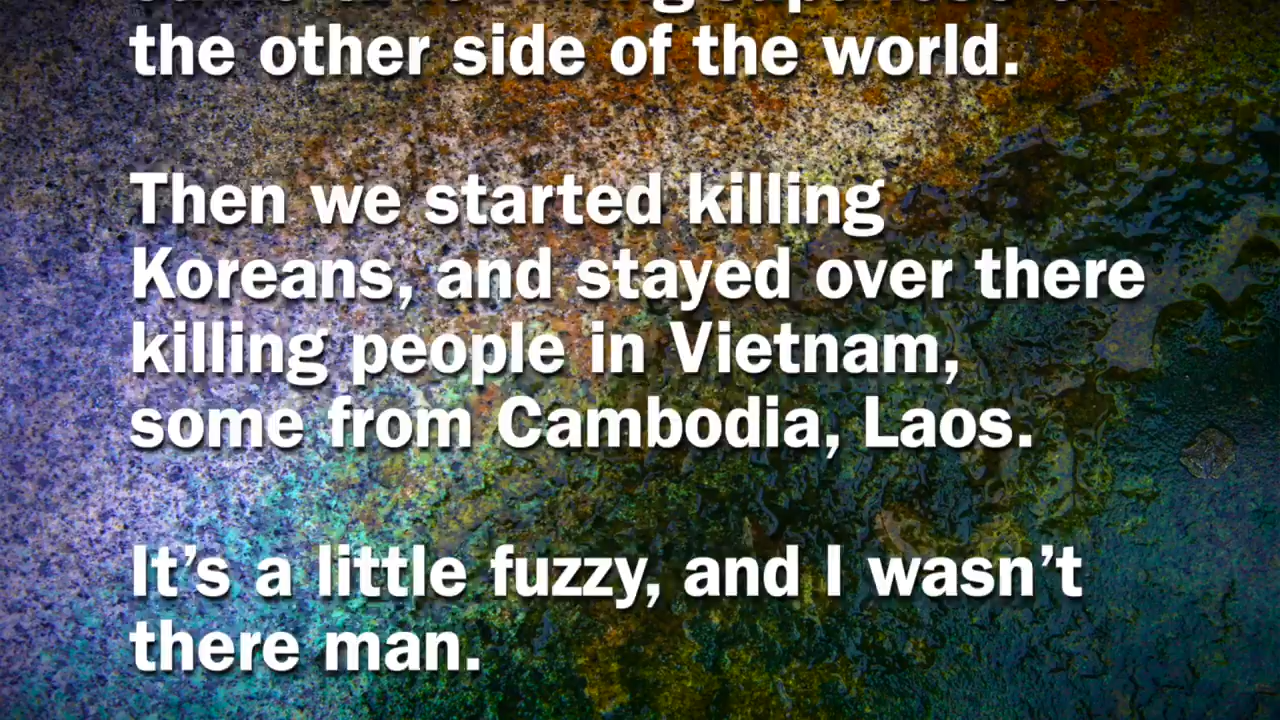 the other side of the world.
Then we started killing
Koreans, and stayed over there
killing people in Vietnam,
some from Cambodia, Laos.
It’s a little fuzzy, and I wasn’t
there man.